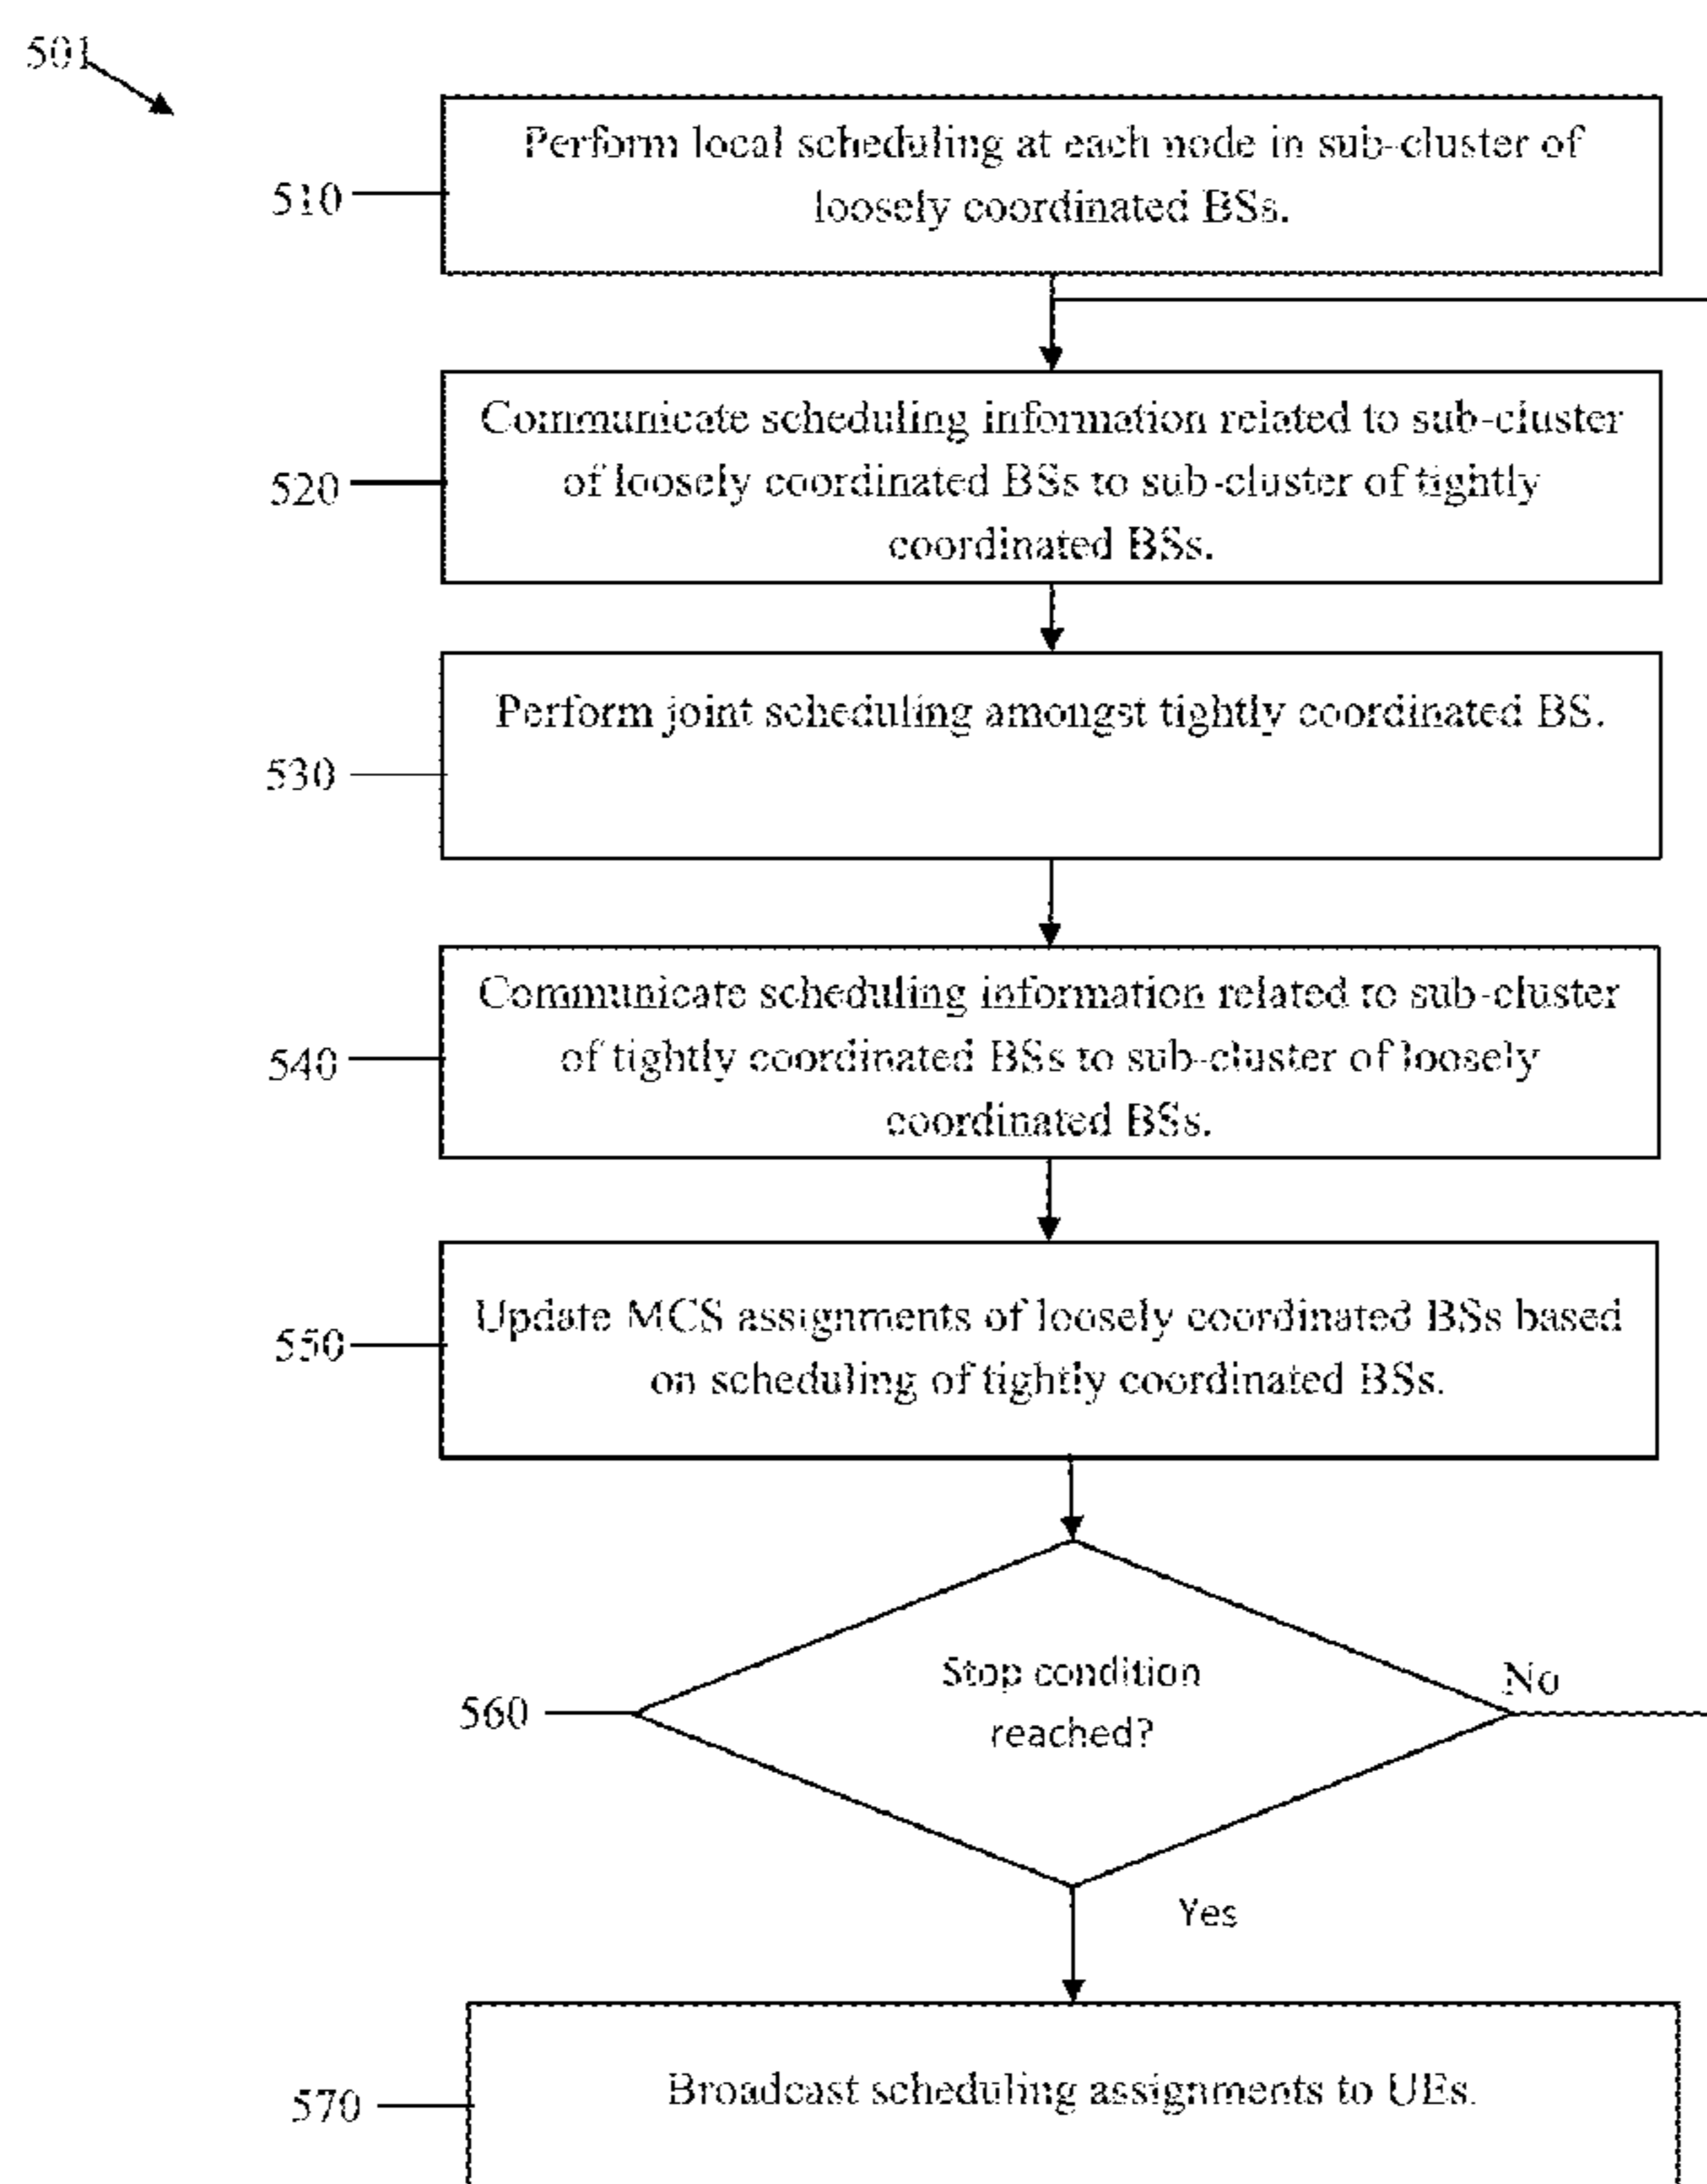 501
Perform local scheduling at each node in sub-cluster of
loosely coordinated BSs.
510
Communicate scheduling information related to sub-cluster
of loosely coordinated BSs to sub-cluster of tightly
coordinated BSs.
520
Perform joint scheduling amongst tightly coordinated BS.
530
Communicate scheduling information related to sub-cluster
of tightly coordinated BSs to sub-cluster of loosely
coordinated BSs.
540
Update MCS assignments of loosely coordinated BSs based
on scheduling of tightly coordinated BSs.
550
Stop condition
reached?
No
560
Yes
Broadcast scheduling assignments to UEs.
570